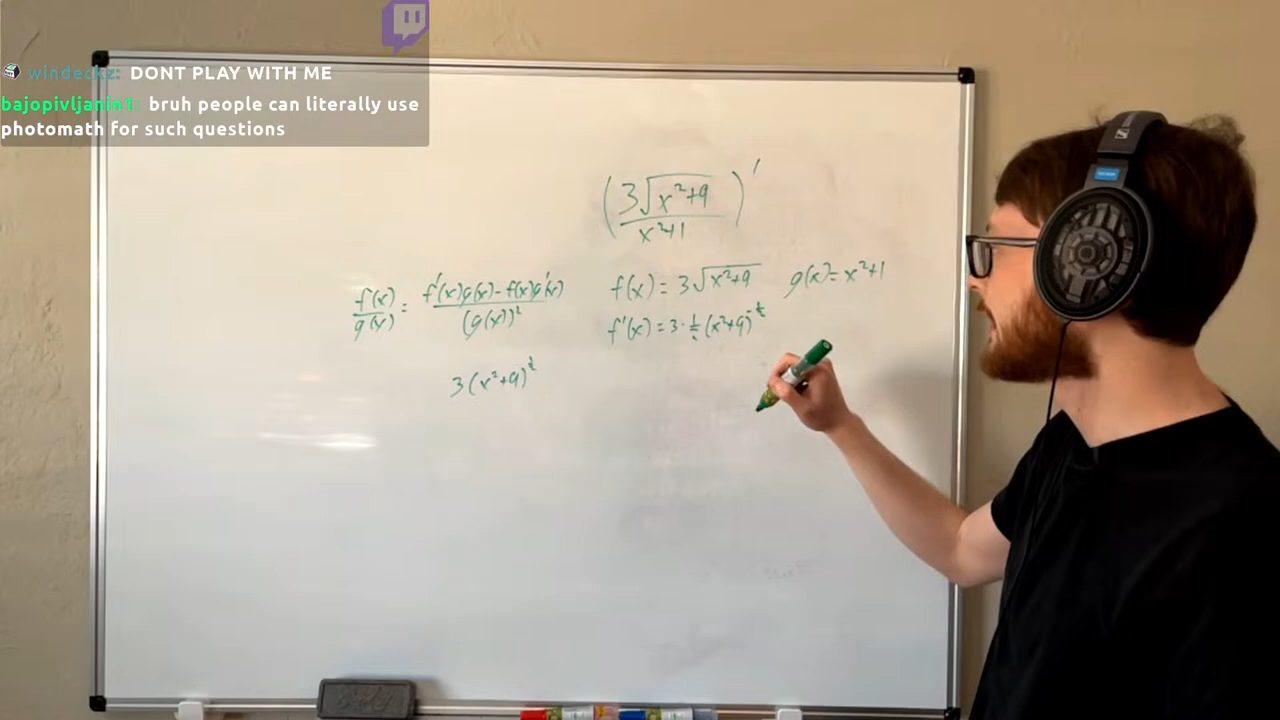 windeckz: DONT PLAY WITH ME
bajopivljanin1: bruh people can literally use
photomath for such questions
(3√(x²+9) / (x²+1))'
f(x)/g(x) = (f'(x)g(x) - f(x)g'(x)) / (g(x))²
f(x) = 3√(x²+9) g(x) = x²+1
f'(x) = 3·½(x²+9)^(-½)
3(x²+9)^½